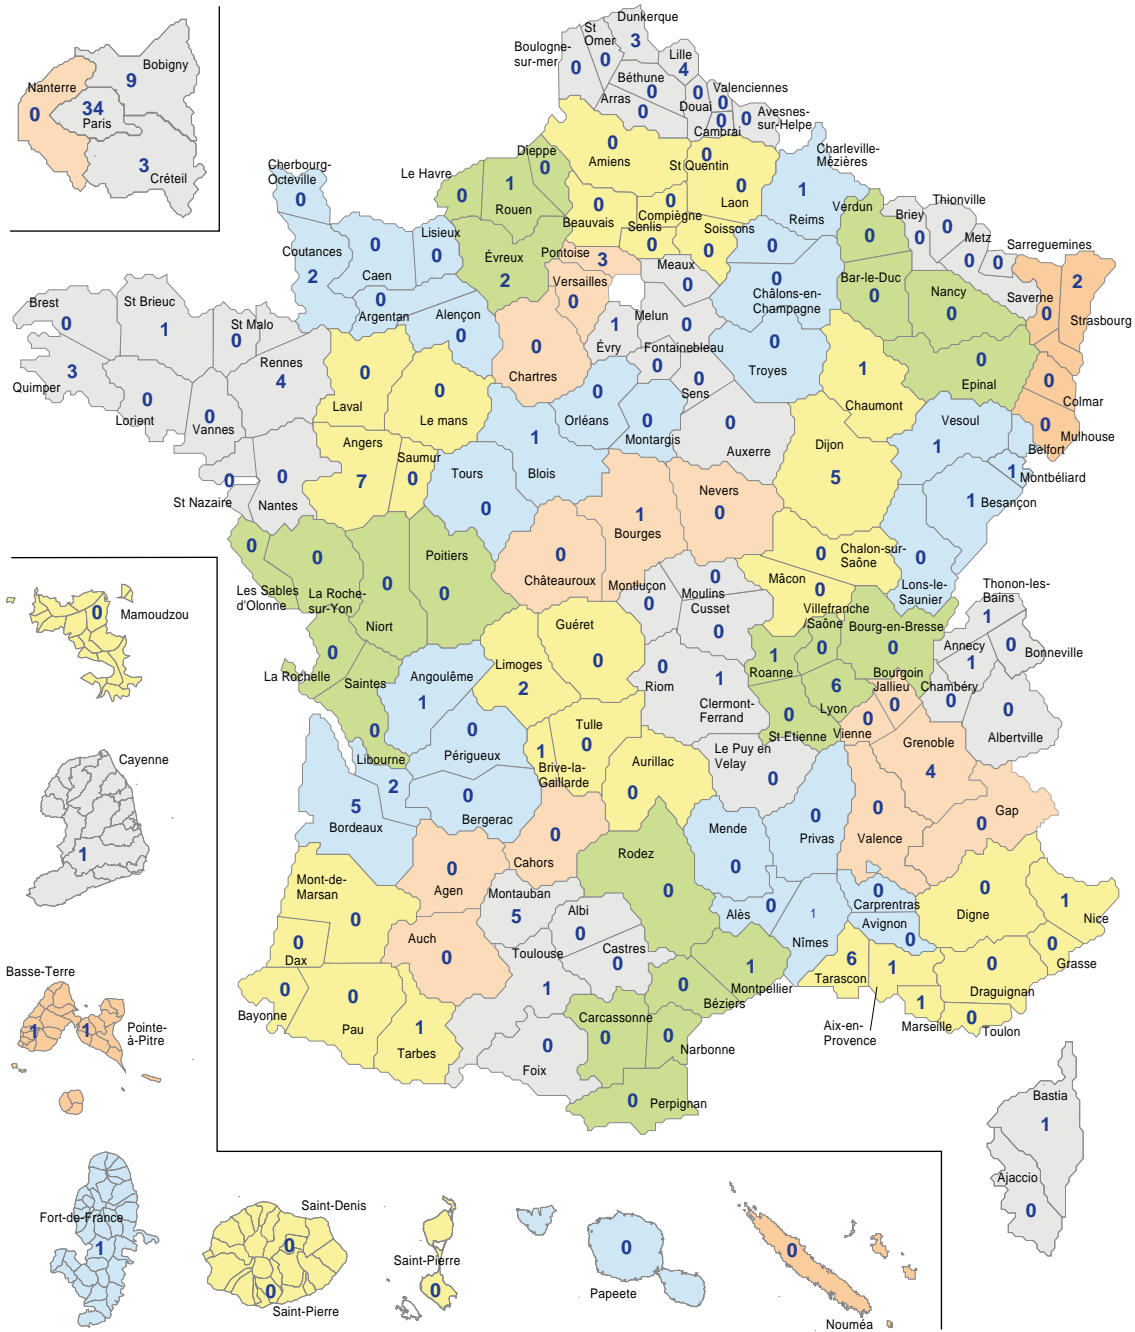 Dunkerque
St
Omer
3
Boulogne-
sur-mer
0
0
Lille
4
Béthune
0
Valenciennes
0
0
Arras
0
Douai
0
0
Cambrai
Avesnes-
sur-Helpe
Bobigny
9
Nanterre
0
34
Paris
3
Créteil
Cherbourg-
Octeville
0
Le Havre
0
Dieppe
0
1
Rouen
0
Amiens
St Quentin
0
0
Laon
Charleville-
Mézières
1
Reims
Coutances
2
0
Caen
Lisieux
0
Évreux
2
Beauvais
0
Compiègne
0
Senlis
0
Soissons
0
0
Verdun
0
Briey
0
Thionville
0
Metz
0
Sarreguemines
0
Pontoise
3
Versailles
0
Meaux
0
0
Châlons-en-
Champagne
Bar-le-Duc
0
Nancy
0
Saverne
0
2
Strasbourg
0
Argentan
Alençon
0
1
Évry
Melun
0
Brest
0
St Brieuc
1
St Malo
0
Rennes
4
Quimper
3
0
Lorient
0
Vannes
0
Laval
0
Le mans
0
Chartres
Fontainebleau
0
0
Sens
0
Troyes
1
Chaumont
0
Epinal
0
Colmar
0
Mulhouse
Belfort
0
Orléans
0
Montargis
0
Auxerre
Dijon
5
Vesoul
1
1
Montbéliard
1
Besançon
Angers
7
Saumur
0
Tours
0
1
Blois
0
St Nazaire
0
Nantes
1
Bourges
Nevers
0
0
Chalon-sur-
Saône
0
Lons-le-
Saunier
0
Les Sables
d'Olonne
0
La Roche-
sur-Yon
0
Niort
Poitiers
0
0
Châteauroux
Montluçon
0
0
Moulins
Cusset
0
Mâcon
0
Villefranche
/Saône
0
Bourg-en-Bresse
0
Thonon-les-
Bains
1
0
Bonneville
Annecy
1
Mamoudzou
0
La Rochelle
0
Saintes
0
Guéret
0
Limoges
2
Angoulême
1
0
Riom
1
Clermont-
Ferrand
1
Roanne
6
Lyon
Bourgoin
Jallieu
0
Chambéry
0
0
Albertville
0
St Etienne
0
Vienne
Grenoble
4
0
Périgueux
Tulle
0
1
Brive-la-
Gaillarde
Aurillac
0
Le Puy en
Velay
0
Libourne
2
5
Bordeaux
0
Bergerac
0
Cahors
Mende
0
0
Privas
0
Valence
Gap
0
Cayenne
1
Rodez
0
0
Agen
Mont-de-
Marsan
0
Montauban
5
Albi
0
Alès
0
1
Nîmes
0
Carprentras
Avignon
0
0
Digne
1
Nice
0
Dax
Auch
0
Toulouse
1
Castres
0
1
Montpellier
6
Tarascon
1
Aix-en-
Provence
0
Grasse
0
Draguignan
1
Marseille
0
Toulon
0
Bayonne
0
Pau
1
Tarbes
0
Béziers
Carcassonne
0
0
Narbonne
0
Foix
0
Perpignan
Basse-Terre
1
1
Pointe-
à-Pitre
Bastia
1
Ajaccio
0
Fort-de-France
1
Saint-Denis
0
0
Saint-Pierre
Saint-Pierre
0
0
Papeete
0
Nouméa